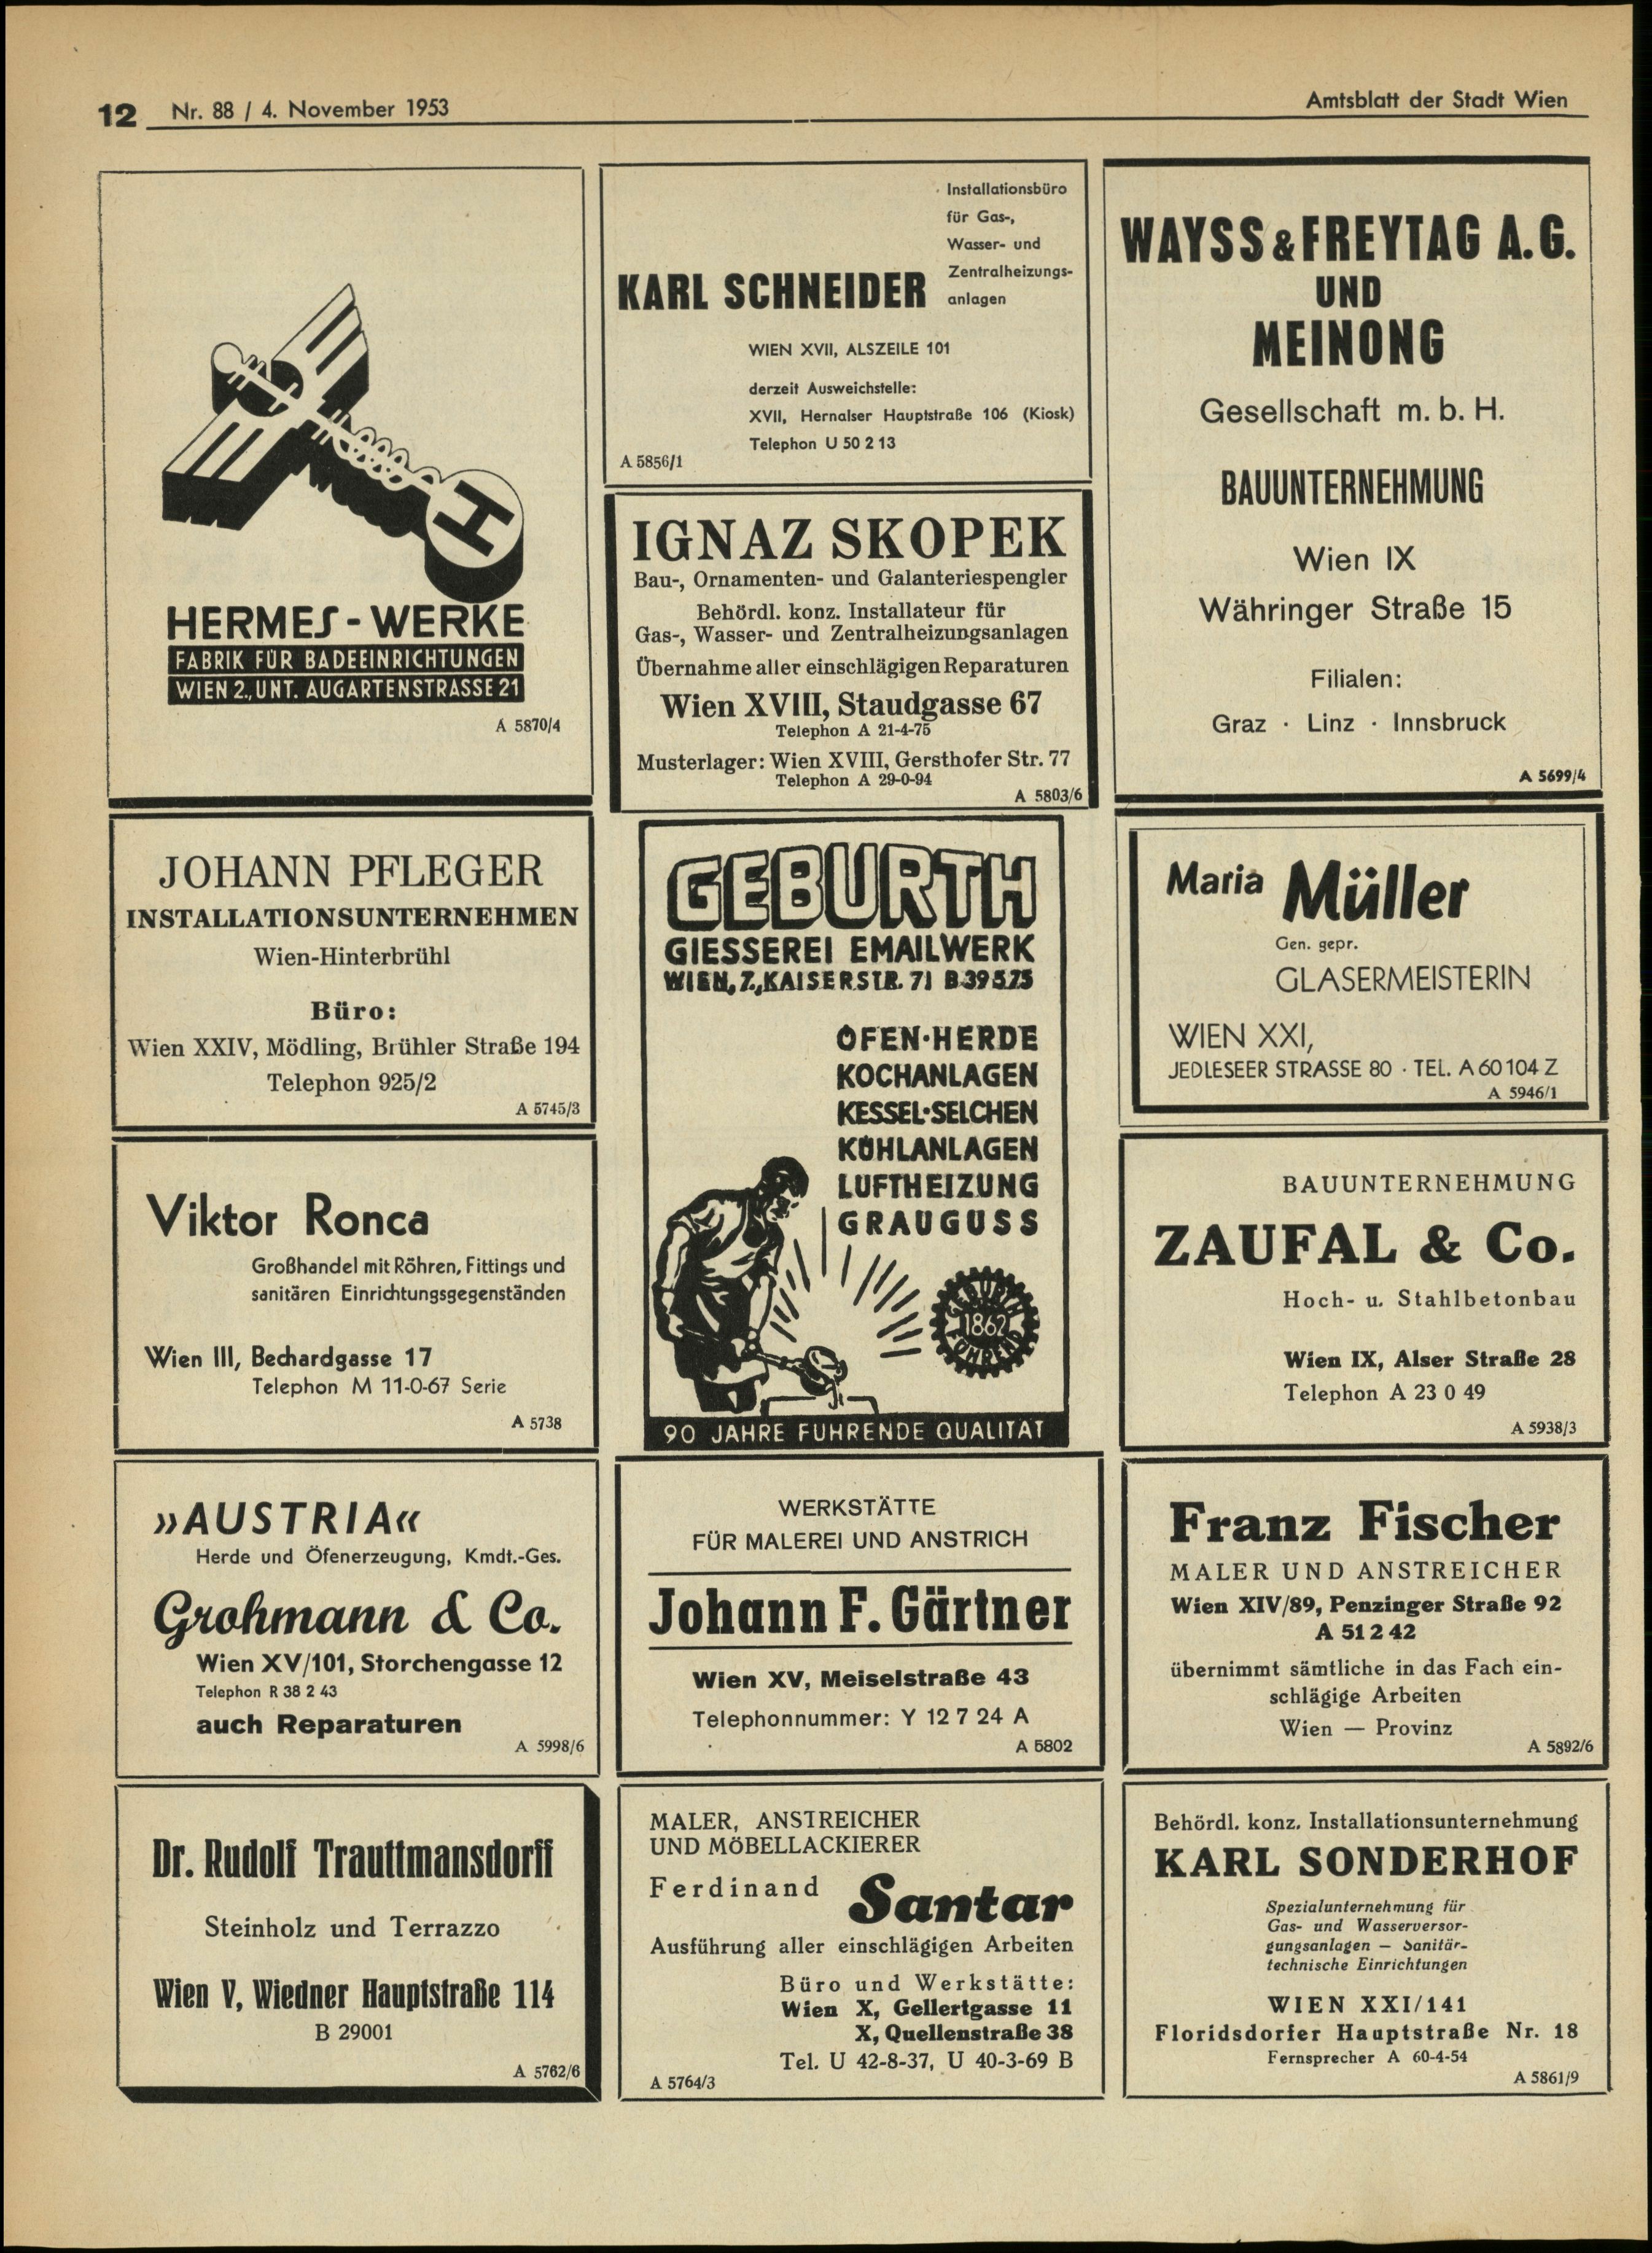 12 Nr. 88 / 4. November 1953
Amtsblatt der Stadt Wien
H
HERMES-WERKE
FABRIK FÜR BADEEINRICHTUNGEN
WIEN 2., UNT. AUGARTENSTRASSE 21
A 5870/4
Installationsbüro
für Gas-,
Wasser- und
Zentralheizungs-
anlagen
KARL SCHNEIDER
WIEN XVII, ALSZEILE 101
derzeit Ausweichstelle:
XVII, Hernalser Hauptstraße 106 (Kiosk)
Telephon U 50 2 13
A 5856/1
IGNAZ SKOPEK
Bau-, Ornamenten- und Galanteriespengler
Behördl. konz. Installateur für
Gas-, Wasser- und Zentralheizungsanlagen
Übernahme aller einschlägigen Reparaturen
Wien XVIII, Staudgasse 67
Telephon A 21-4-75
Musterlager: Wien XVIII, Gersthofer Str. 77
Telephon A 29-0-94
A 5803/6
WAYSS & FREYTAG A.G.
UND
MEINONG
Gesellschaft m. b. H.
BAUUNTERNEHMUNG
Wien IX
Währinger Straße 15
Filialen:
Graz · Linz · Innsbruck
A 5699/4
JOHANN PFLEGER
INSTALLATIONSUNTERNEHMEN
Wien-Hinterbrühl
Büro:
Wien XXIV, Mödling, Brühler Straße 194
Telephon 925/2
A 5745/3
GEBURTH
GIESSEREI EMAILWERK
WIEN, 7., KAISERSTR. 71 B 39 5 75
ÖFEN·HERDE
KOCHANLAGEN
KESSEL·SELCHEN
KÜHLANLAGEN
LUFTHEIZUNG
GRAUGUSS
GEBURTH
1862
FÜHREND
90 JAHRE FÜHRENDE QUALITÄT
Maria Müller
Gen. gepr.
GLASERMEISTERIN
WIEN XXI,
JEDLESEER STRASSE 80 · TEL. A 60 104 Z
A 5946/1
Viktor Ronca
Großhandel mit Röhren, Fittings und
sanitären Einrichtungsgegenständen
Wien III, Bechardgasse 17
Telephon M 11-0-67 Serie
A 5738
BAUUNTERNEHMUNG
ZAUFAL & Co.
Hoch- u. Stahlbetonbau
Wien IX, Alser Straße 28
Telephon A 23 0 49
A 5938/3
»AUSTRIA«
Herde und Öfenerzeugung, Kmdt.-Ges.
Grohmann & Co.
Wien XV/101, Storchengasse 12
Telephon R 38 2 43
auch Reparaturen
A 5998/6
WERKSTÄTTE
FÜR MALEREI UND ANSTRICH
Johann F. Gärtner
Wien XV, Meiselstraße 43
Telephonnummer: Y 12 7 24 A
A 5802
Franz Fischer
MALER UND ANSTREICHER
Wien XIV/89, Penzinger Straße 92
A 51 2 42
übernimmt sämtliche in das Fach ein-
schlägige Arbeiten
Wien — Provinz
A 5892/6
Dr. Rudolf Trauttmansdorff
Steinholz und Terrazzo
Wien V, Wiedner Hauptstraße 114
B 29001
A 5762/6
MALER, ANSTREICHER
UND MÖBELLACKIERER
Ferdinand Santar
Ausführung aller einschlägigen Arbeiten
Büro und Werkstätte:
Wien X, Gellertgasse 11
X, Quellenstraße 38
Tel. U 42-8-37, U 40-3-69 B
A 5764/3
Behördl. konz. Installationsunternehmung
KARL SONDERHOF
Spezialunternehmung für
Gas- und Wasserversor-
gungsanlagen — Sanitär-
technische Einrichtungen
WIEN XXI/141
Floridsdorfer Hauptstraße Nr. 18
Fernsprecher A 60-4-54
A 5861/9